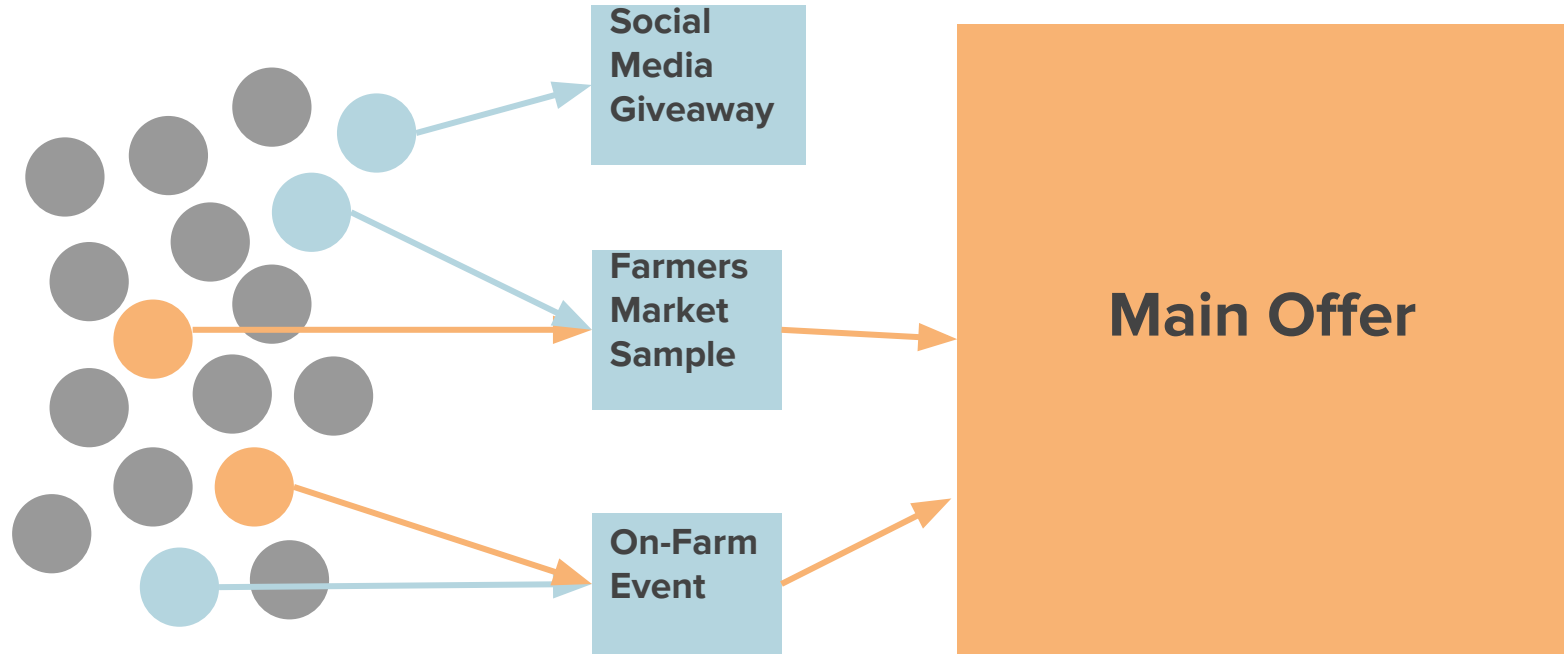 Social
Media
Giveaway
Farmers
Market
Sample
On-Farm
Event
Main Offer